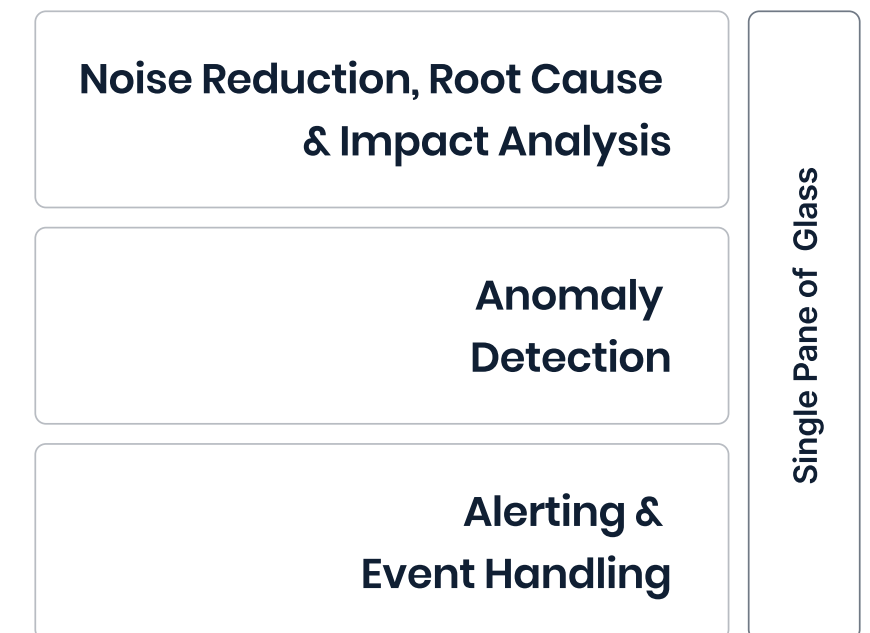 Noise Reduction, Root Cause
& Impact Analysis
Anomaly
Detection
Alerting &
Event Handling
Single Pane of Glass